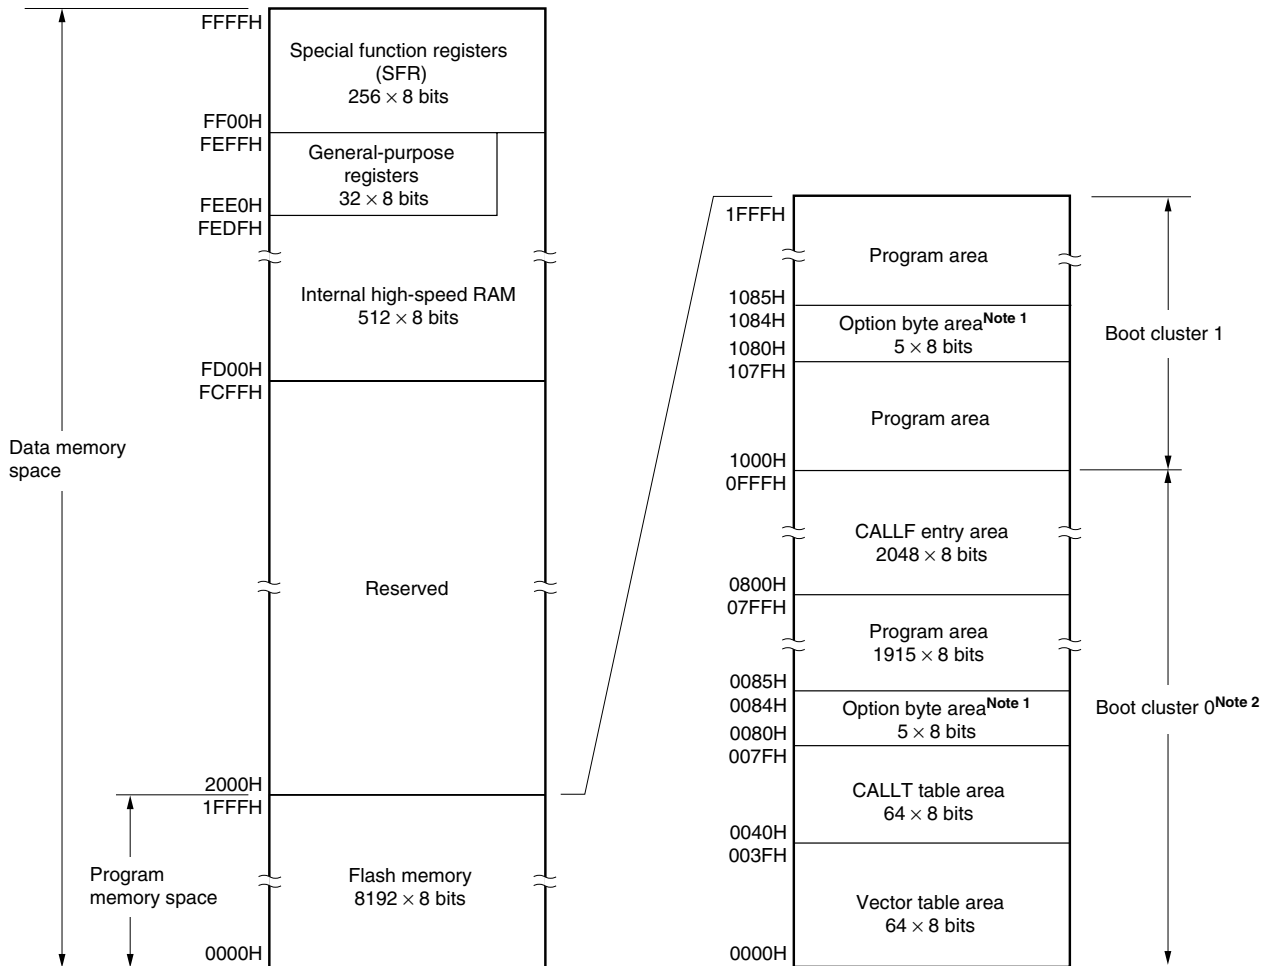 FFFFH
Special function registers
(SFR)
256 × 8 bits
FF00H
FEFFH
General-purpose
registers
32 × 8 bits
FEE0H
FEDFH
Internal high-speed RAM
512 × 8 bits
FD00H
FCFFH
Data memory
space
Reserved
2000H
1FFFH
Program
memory space
Flash memory
8192 × 8 bits
0000H
1FFFH
Program area
1085H
1084H
Option byte areaNote 1
5 × 8 bits
1080H
107FH
Boot cluster 1
Program area
1000H
0FFFH
CALLF entry area
2048 × 8 bits
0800H
07FFH
Program area
1915 × 8 bits
0085H
0084H
Option byte areaNote 1
5 × 8 bits
0080H
007FH
Boot cluster 0Note 2
CALLT table area
64 × 8 bits
0040H
003FH
Vector table area
64 × 8 bits
0000H